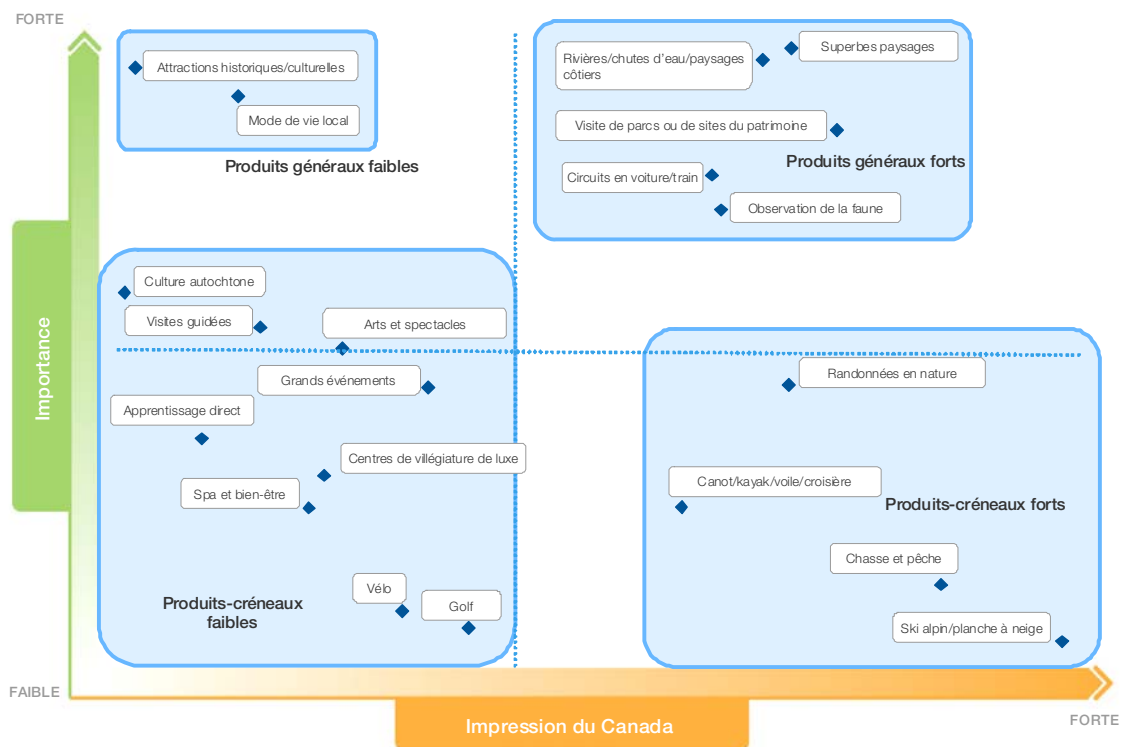 FORTE
Attractions historiques/culturelles
Mode de vie local
Produits généraux faibles
Rivières/chutes d'eau/paysages
côtiers
Superbes paysages
Visite de parcs ou de sites du patrimoine
Produits généraux forts
Circuits en voiture/train
Observation de la faune
Importance
Culture autochtone
Visites guidées
Arts et spectacles
Grands événements
Apprentissage direct
Centres de villégiature de luxe
Spa et bien-être
Vélo
Golf
Produits-créneaux
faibles
Randonnées en nature
Canot/kayak/voile/croisière
Produits-créneaux forts
Chasse et pêche
Ski alpin/planche à neige
FAIBLE
Impression du Canada
FORTE